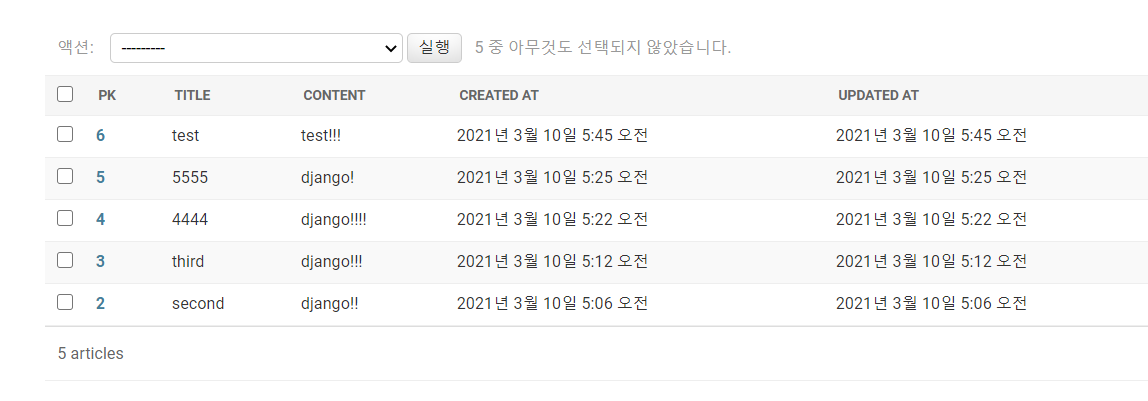 액션: --------- 실행 5 중 아무것도 선택되지 않았습니다.
PK TITLE CONTENT CREATED AT UPDATED AT
6 test test!!! 2021년 3월 10일 5:45 오전 2021년 3월 10일 5:45 오전
5 5555 django! 2021년 3월 10일 5:25 오전 2021년 3월 10일 5:25 오전
4 4444 django!!!! 2021년 3월 10일 5:22 오전 2021년 3월 10일 5:22 오전
3 third django!!! 2021년 3월 10일 5:12 오전 2021년 3월 10일 5:12 오전
2 second django!! 2021년 3월 10일 5:06 오전 2021년 3월 10일 5:06 오전
5 articles